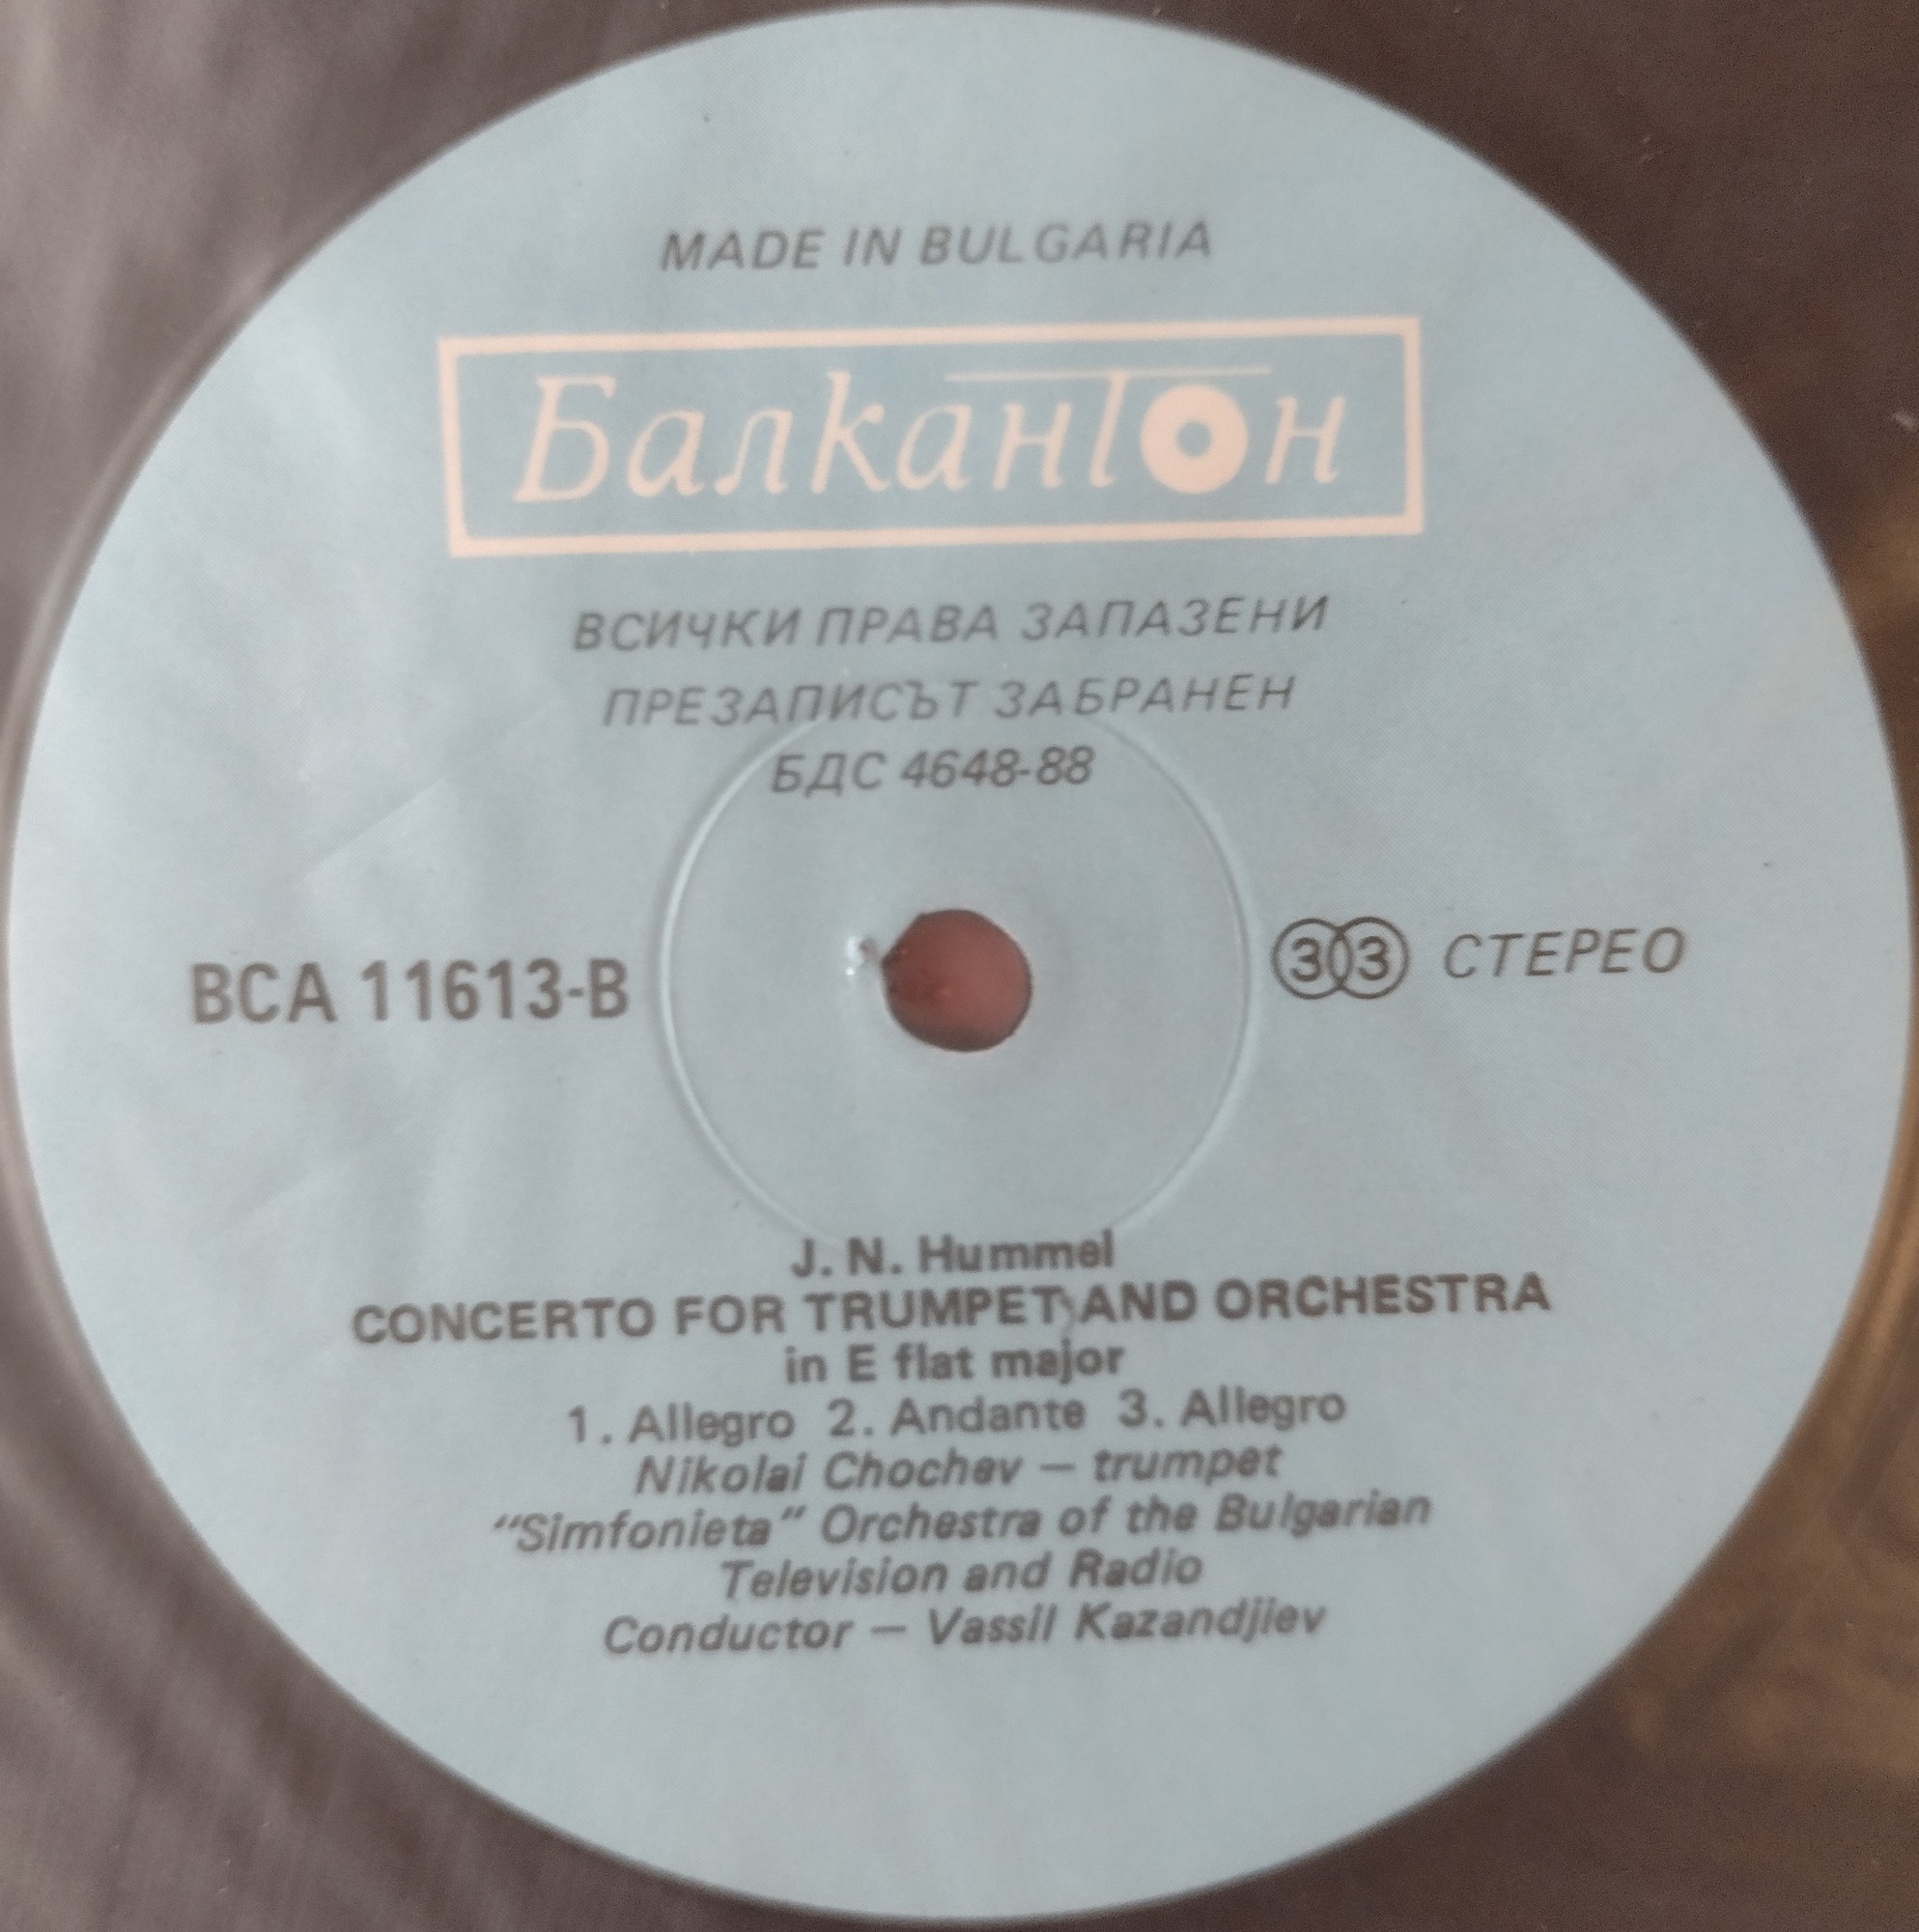 MADE IN BULGARIA
Балкантон
ВСИЧКИ ПРАВА ЗАПАЗЕНИ
ПРЕЗАПИСЪТ ЗАБРАНЕН
БДС 4648-88
ВСА 11613-В
33 СТЕРЕО
J. N. Hummel
CONCERTO FOR TRUMPET AND ORCHESTRA
in E flat major
1. Allegro 2. Andante 3. Allegro
Nikolai Chochev — trumpet
"Simfonieta" Orchestra of the Bulgarian
Television and Radio
Conductor — Vassil Kazandjiev